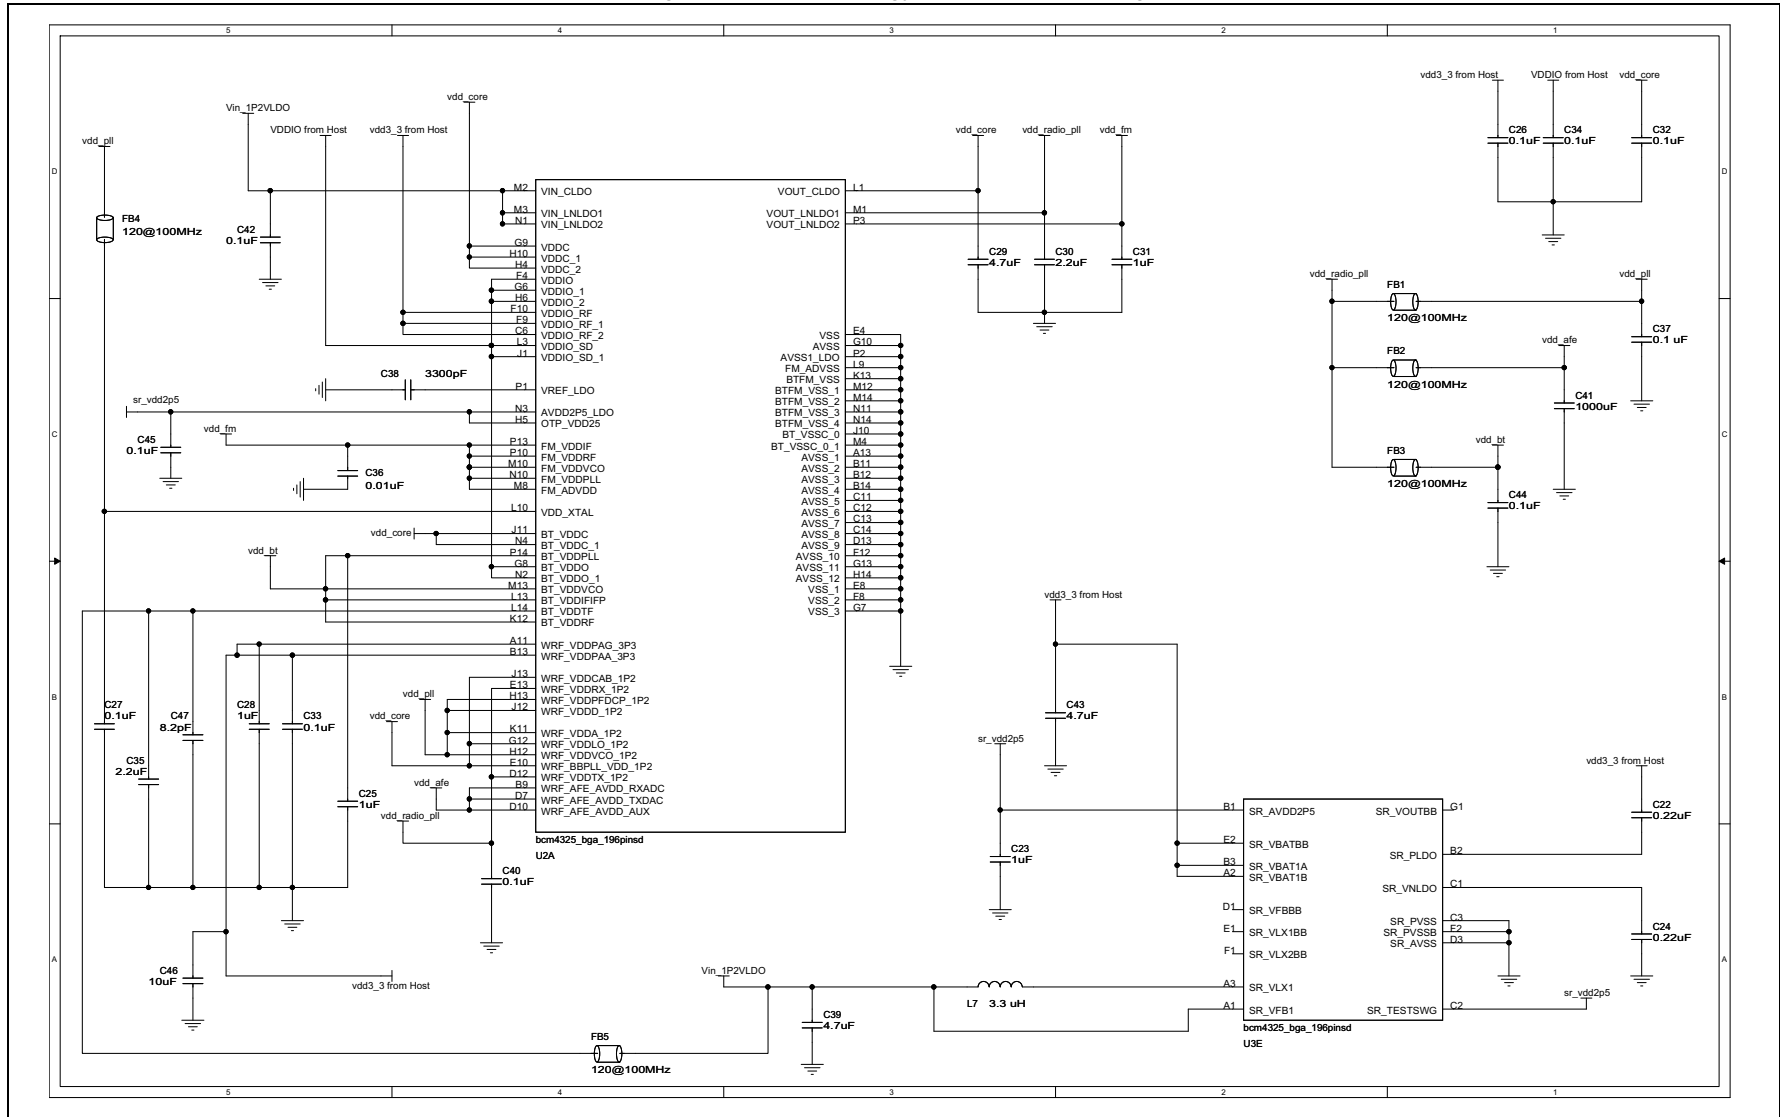 5 4 3 2 1
D
C
B
A
vdd_pll
FB4
120@100MHz
Vin_1P2VLDO
C42
0.1uF
VDDIO from Host
vdd3_3 from Host
vdd_core
M2 VIN_CLDO
M3 VIN_LNLDO1
N1 VIN_LNLDO2
G9 VDDC
H10 VDDC_1
H4 VDDC_2
F4 VDDIO
G6 VDDIO_1
H6 VDDIO_2
F10 VDDIO_RF
F9 VDDIO_RF_1
C6 VDDIO_RF_2
L3 VDDIO_SD
J1 VDDIO_SD_1
C38 3300pF
P1 VREF_LDO
sr_vdd2p5
N3 AVDD2P5_LDO
H5 OTP_VDD25
C45
0.1uF
vdd_fm
C36
0.01uF
P13 FM_VDDIF
P10 FM_VDDRF
M10 FM_VDDVCO
N10 FM_VDDPLL
M8 FM_ADVDD
L10 VDD_XTAL
vdd_core
J11 BT_VDDC
N4 BT_VDDC_1
P14 BT_VDDPLL
G8 BT_VDDO
N2 BT_VDDO_1
M13 BT_VDDVCO
L13 BT_VDDIFIFP
L14 BT_VDDTF
K12 BT_VDDRF
vdd_bt
A11 WRF_VDDPAG_3P3
B13 WRF_VDDPAA_3P3
J13 WRF_VDDCAB_1P2
E13 WRF_VDDRX_1P2
H13 WRF_VDDPFDCP_1P2
J12 WRF_VDDD_1P2
K11 WRF_VDDA_1P2
G12 WRF_VDDLO_1P2
H12 WRF_VDDVCO_1P2
E10 WRF_BBPLL_VDD_1P2
D12 WRF_VDDTX_1P2
B9 WRF_AFE_AVDD_RXADC
D7 WRF_AFE_AVDD_TXDAC
D10 WRF_AFE_AVDD_AUX
vdd_pll
vdd_core
vdd_afe
vdd_radio_pll
bcm4325_bga_196pinsd
U2A
C27
0.1uF
C35
2.2uF
C47
8.2pF
C28
1uF
C33
0.1uF
C25
1uF
C40
0.1uF
C46
10uF
vdd3_3 from Host
vdd_core
vdd_radio_pll
vdd_fm
VOUT_CLDO L1
VOUT_LNLDO1 M1
VOUT_LNLDO2 P3
C29
4.7uF
C30
2.2uF
C31
1uF
VSS E4
AVSS G10
AVSS1_LDO P2
FM_ADVSS L9
BTFM_VSS K13
BTFM_VSS_1 M12
BTFM_VSS_2 M14
BTFM_VSS_3 N11
BTFM_VSS_4 N14
BT_VSSC_0 J10
BT_VSSC_0_1 M4
AVSS_1 A13
AVSS_2 B11
AVSS_3 B12
AVSS_4 B14
AVSS_5 C11
AVSS_6 C12
AVSS_7 C13
AVSS_8 C14
AVSS_9 D13
AVSS_10 F12
AVSS_11 G13
AVSS_12 H14
VSS_1 E8
VSS_2 F8
VSS_3 G7
vdd3_3 from Host
VDDIO from Host
vdd_core
C26
0.1uF
C34
0.1uF
C32
0.1uF
vdd_radio_pll
FB1
120@100MHz
vdd_pll
C37
0.1 uF
FB2
120@100MHz
vdd_afe
C41
1000uF
FB3
120@100MHz
vdd_bt
C44
0.1uF
vdd3_3 from Host
C43
4.7uF
sr_vdd2p5
C23
1uF
B1 SR_AVDD2P5
E2 SR_VBATBB
B3 SR_VBAT1A
A2 SR_VBAT1B
D1 SR_VFBBB
E1 SR_VLX1BB
F1 SR_VLX2BB
A3 SR_VLX1
A1 SR_VFB1
SR_VOUTBB G1
SR_PLDO B2
SR_VNLDO C1
SR_PVSS C3
SR_PVSSB F2
SR_AVSS D3
SR_TESTSWG C2
bcm4325_bga_196pinsd
U3E
vdd3_3 from Host
C22
0.22uF
C24
0.22uF
sr_vdd2p5
Vin_1P2VLDO
L7 3.3 uH
C39
4.7uF
FB5
120@100MHz
5 4 3 2 1
D
C
B
A